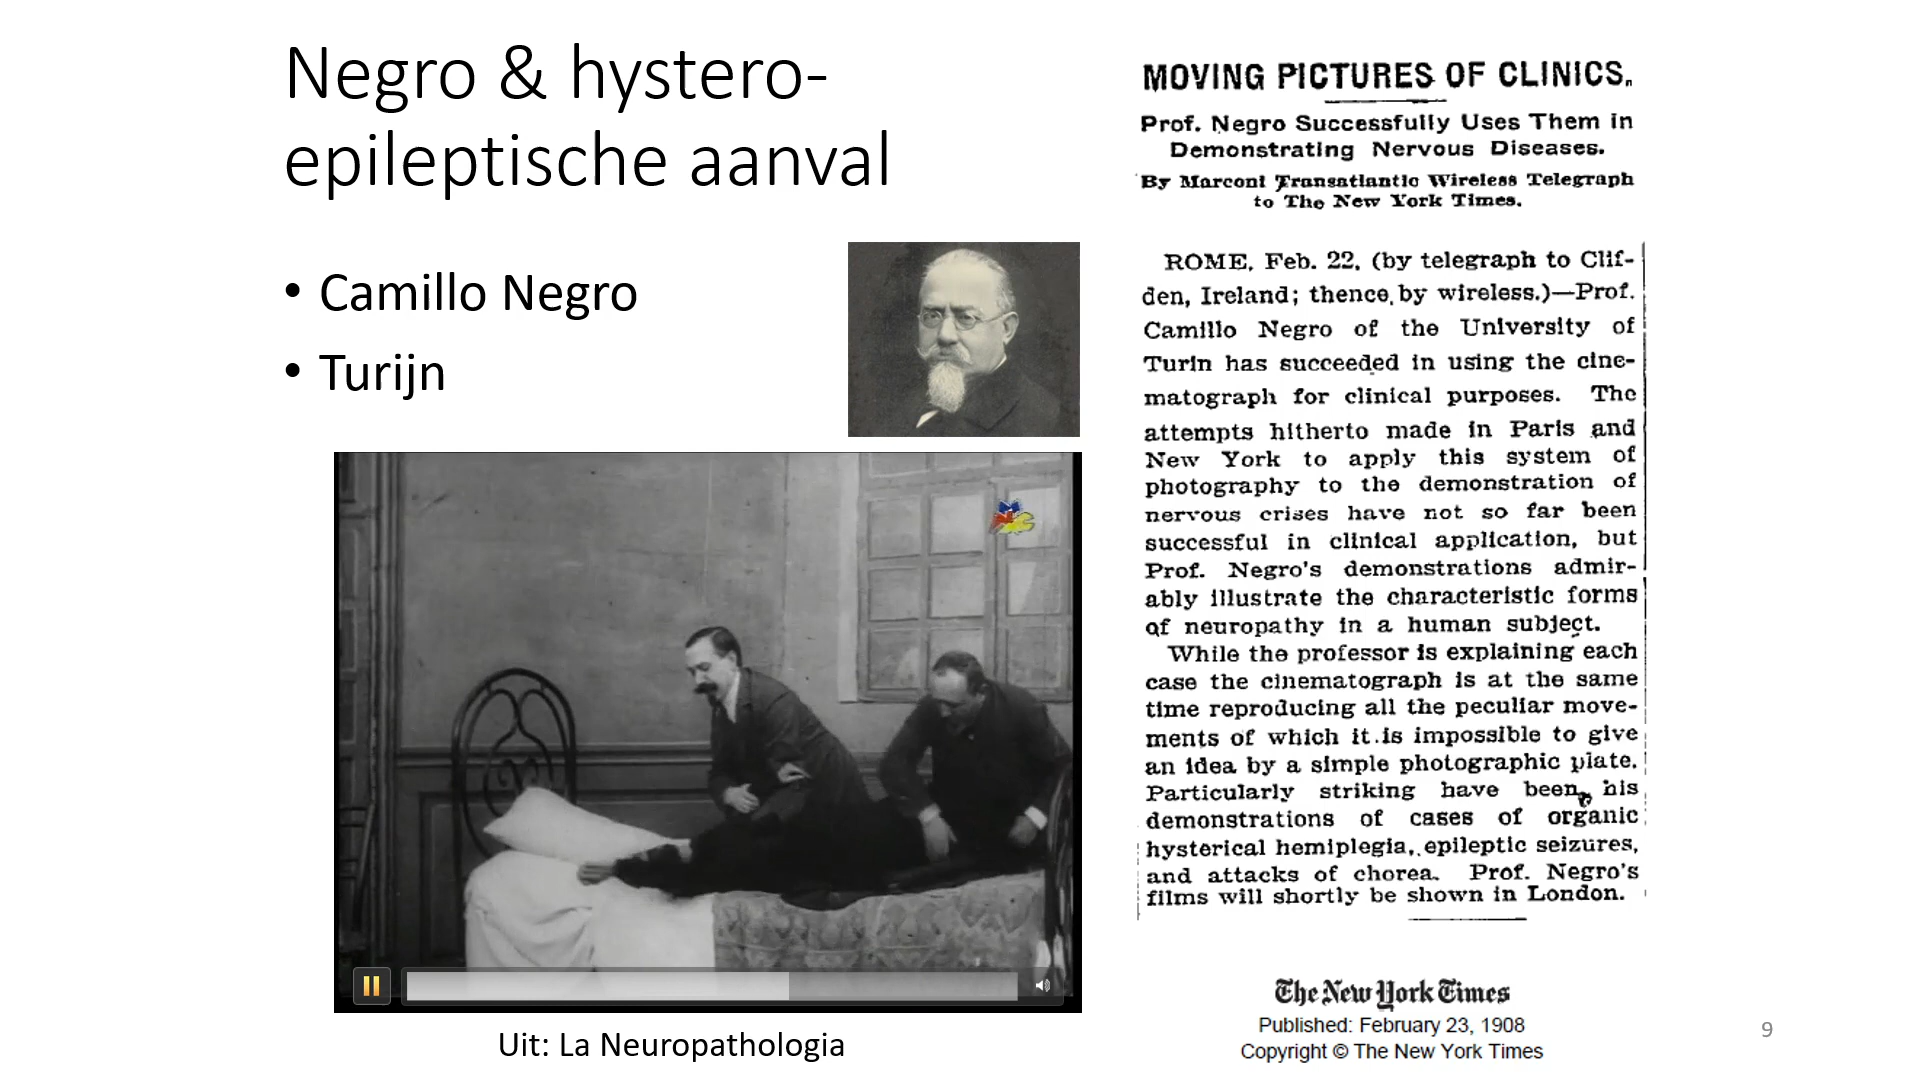 Negro & hystero-
epileptische aanval
• Camillo Negro
• Turijn
Uit: La Neuropathologia
MOVING PICTURES OF CLINICS.
Prof. Negro Successfully Uses Them in
Demonstrating Nervous Diseases.
By Marconi Transatlantic Wireless Telegraph
to The New York Times.
ROME, Feb. 22, (by telegraph to Clif-
den, Ireland; thence by wireless.)—Prof.
Camillo Negro of the University of
Turin has succeeded in using the cine-
matograph for clinical purposes. The
attempts hitherto made in Paris and
New York to apply this system of
photography to the demonstration of
nervous crises have not so far been
successful in clinical application, but
Prof. Negro's demonstrations admir-
ably illustrate the characteristic forms
of neuropathy in a human subject.
While the professor is explaining each
case the cinematograph is at the same
time reproducing all the peculiar move-
ments of which it is impossible to give
an idea by a simple photographic plate.
Particularly striking have been his
demonstrations of cases of organic
hysterical hemiplegia, epileptic seizures,
and attacks of chorea. Prof. Negro's
films will shortly be shown in London.
The New York Times
Published: February 23, 1908
Copyright © The New York Times
9